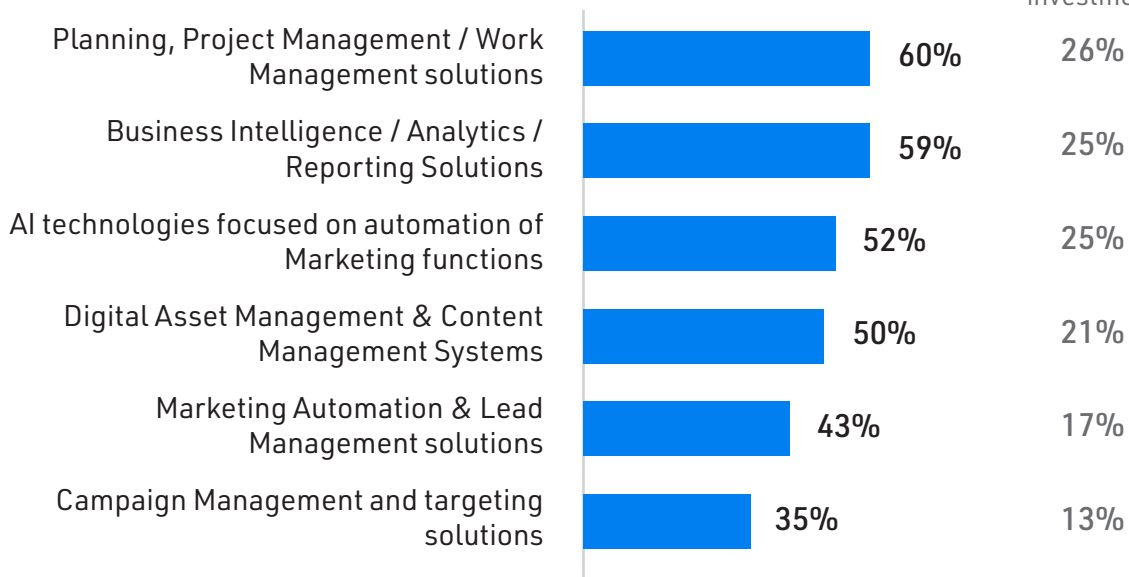 Planning, Project Management / Work
Management solutions
60%
26%
Business Intelligence / Analytics /
Reporting Solutions
59%
25%
AI technologies focused on automation of
Marketing functions
52%
25%
Digital Asset Management & Content
Management Systems
50%
21%
Marketing Automation & Lead
Management solutions
43%
17%
Campaign Management and targeting
solutions
35%
13%